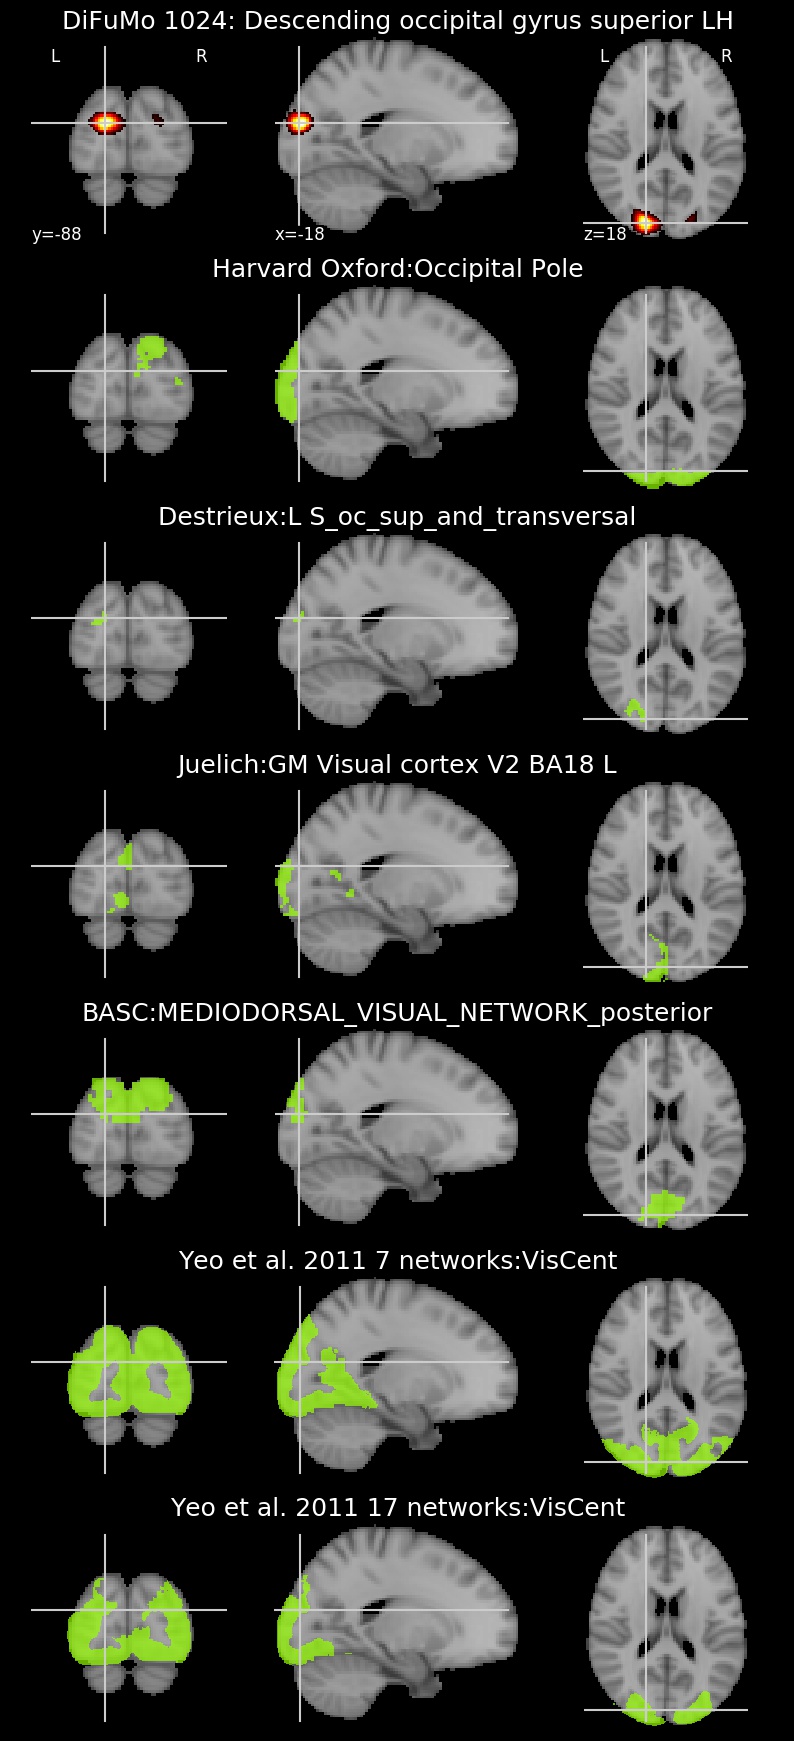 DiFuMo 1024: Descending occipital gyrus superior LH
L R L R
y=-88 x=-18 z=18
Harvard Oxford:Occipital Pole
Destrieux:L S_oc_sup_and_transversal
Juelich:GM Visual cortex V2 BA18 L
BASC:MEDIODORSAL_VISUAL_NETWORK_posterior
Yeo et al. 2011 7 networks:VisCent
Yeo et al. 2011 17 networks:VisCent